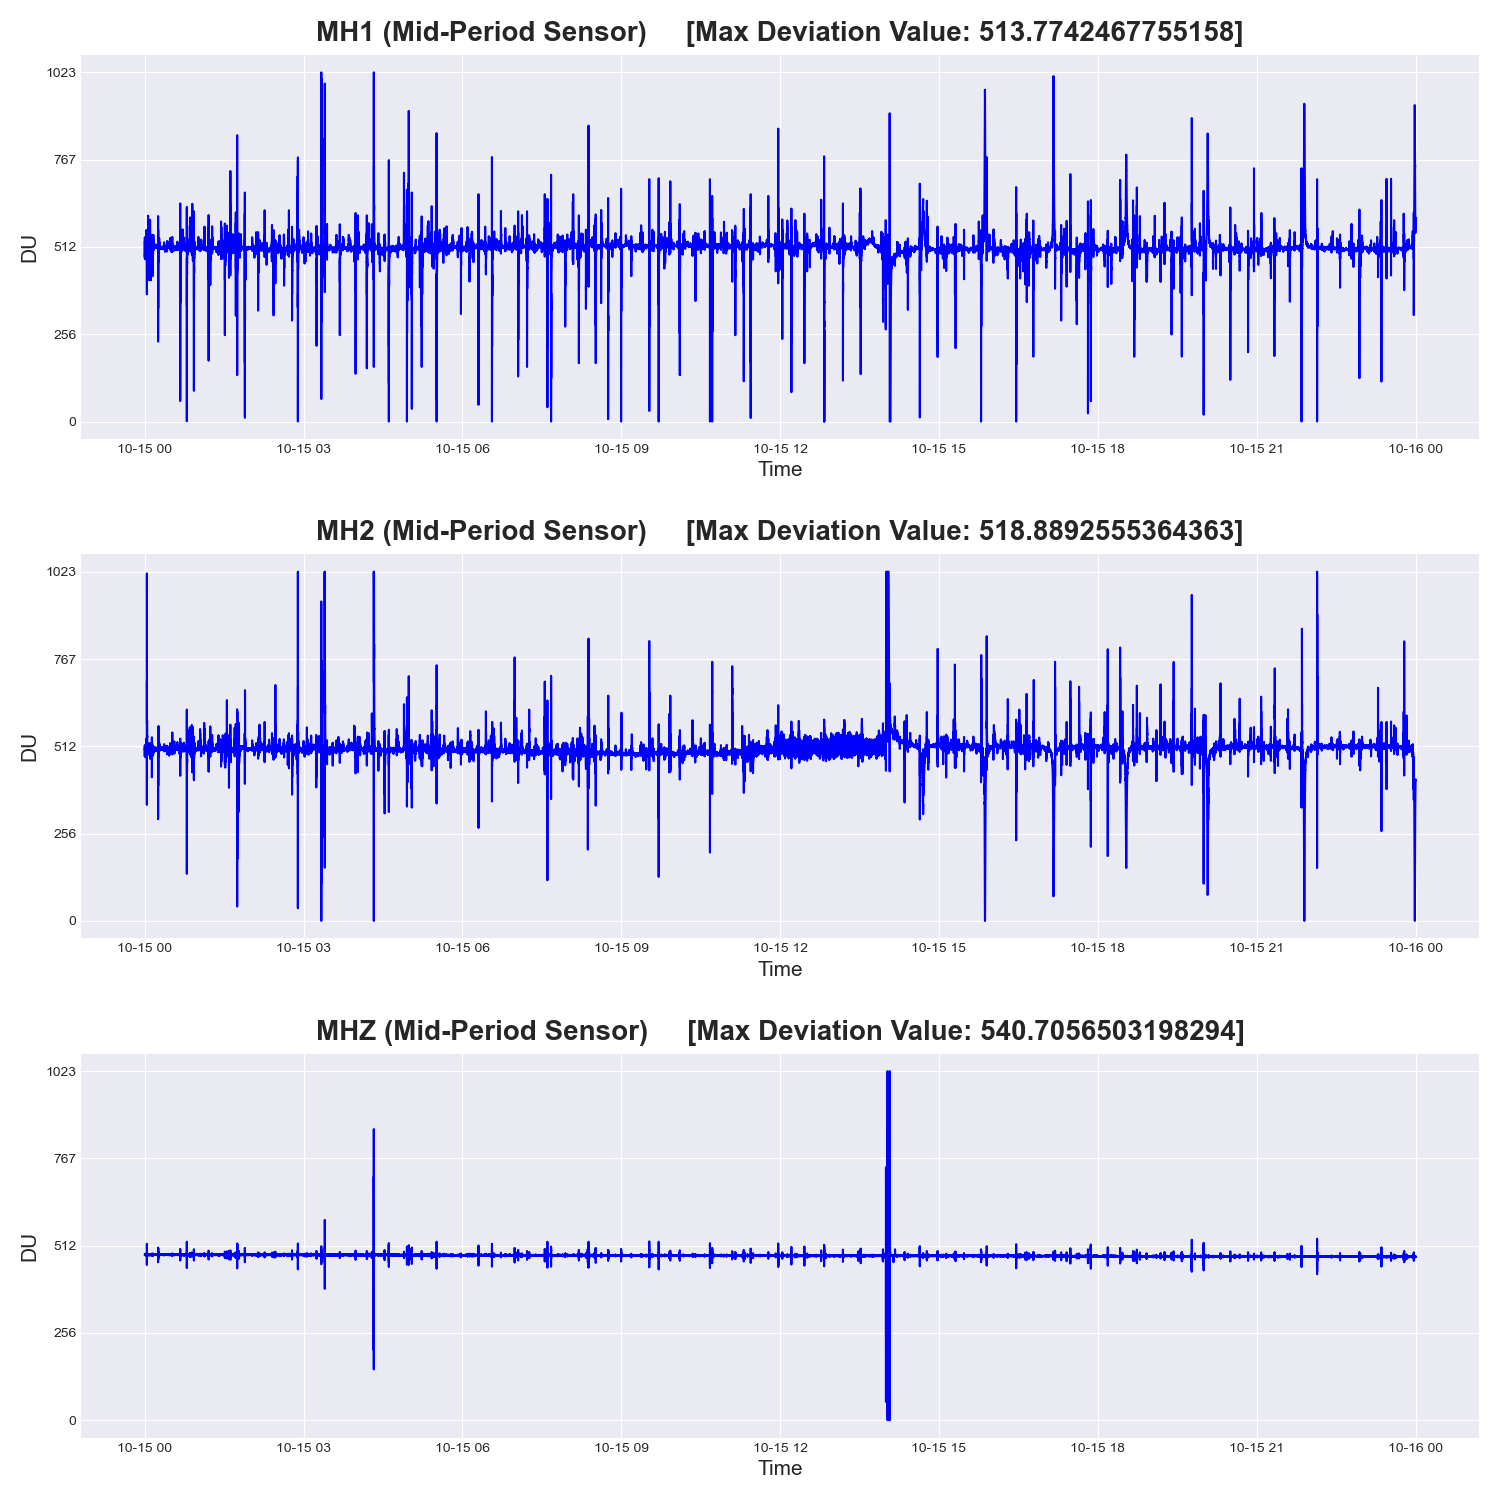 MH1 (Mid-Period Sensor) [Max Deviation Value: 513.7742467755158]
1023
767
512
256
0
DU
10-15 00 10-15 03 10-15 06 10-15 09 10-15 12 10-15 15 10-15 18 10-15 21 10-16 00
Time
MH2 (Mid-Period Sensor) [Max Deviation Value: 518.8892555364363]
1023
767
512
256
0
DU
10-15 00 10-15 03 10-15 06 10-15 09 10-15 12 10-15 15 10-15 18 10-15 21 10-16 00
Time
MHZ (Mid-Period Sensor) [Max Deviation Value: 540.7056503198294]
1023
767
512
256
0
DU
10-15 00 10-15 03 10-15 06 10-15 09 10-15 12 10-15 15 10-15 18 10-15 21 10-16 00
Time